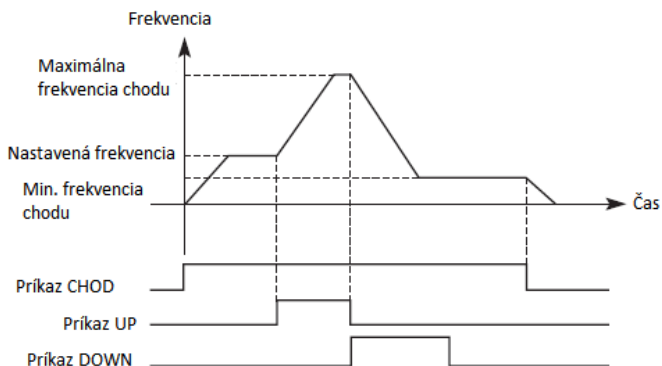 Frekvencia
Maximálna
frekvencia chodu
Nastavená frekvencia
Min. frekvencia
chodu
Čas
Príkaz CHOD
Príkaz UP
Príkaz DOWN